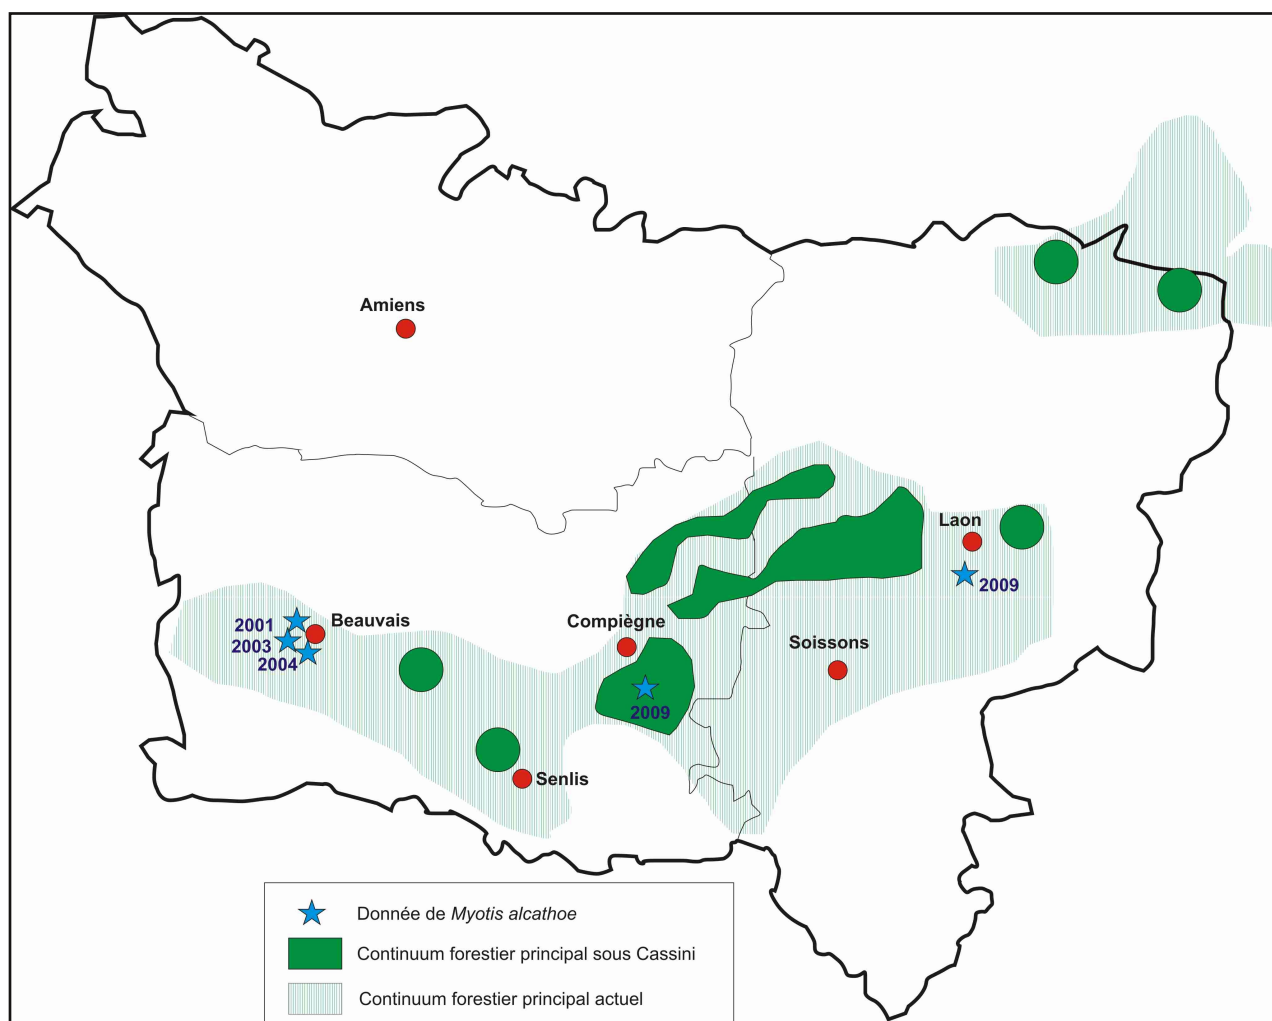 Amiens
Laon
2009
2001
Beauvais
2003
2004
Compiègne
Soissons
2009
Senlis
Donnée de Myotis alcathoe
Continuum forestier principal sous Cassini
Continuum forestier principal actuel